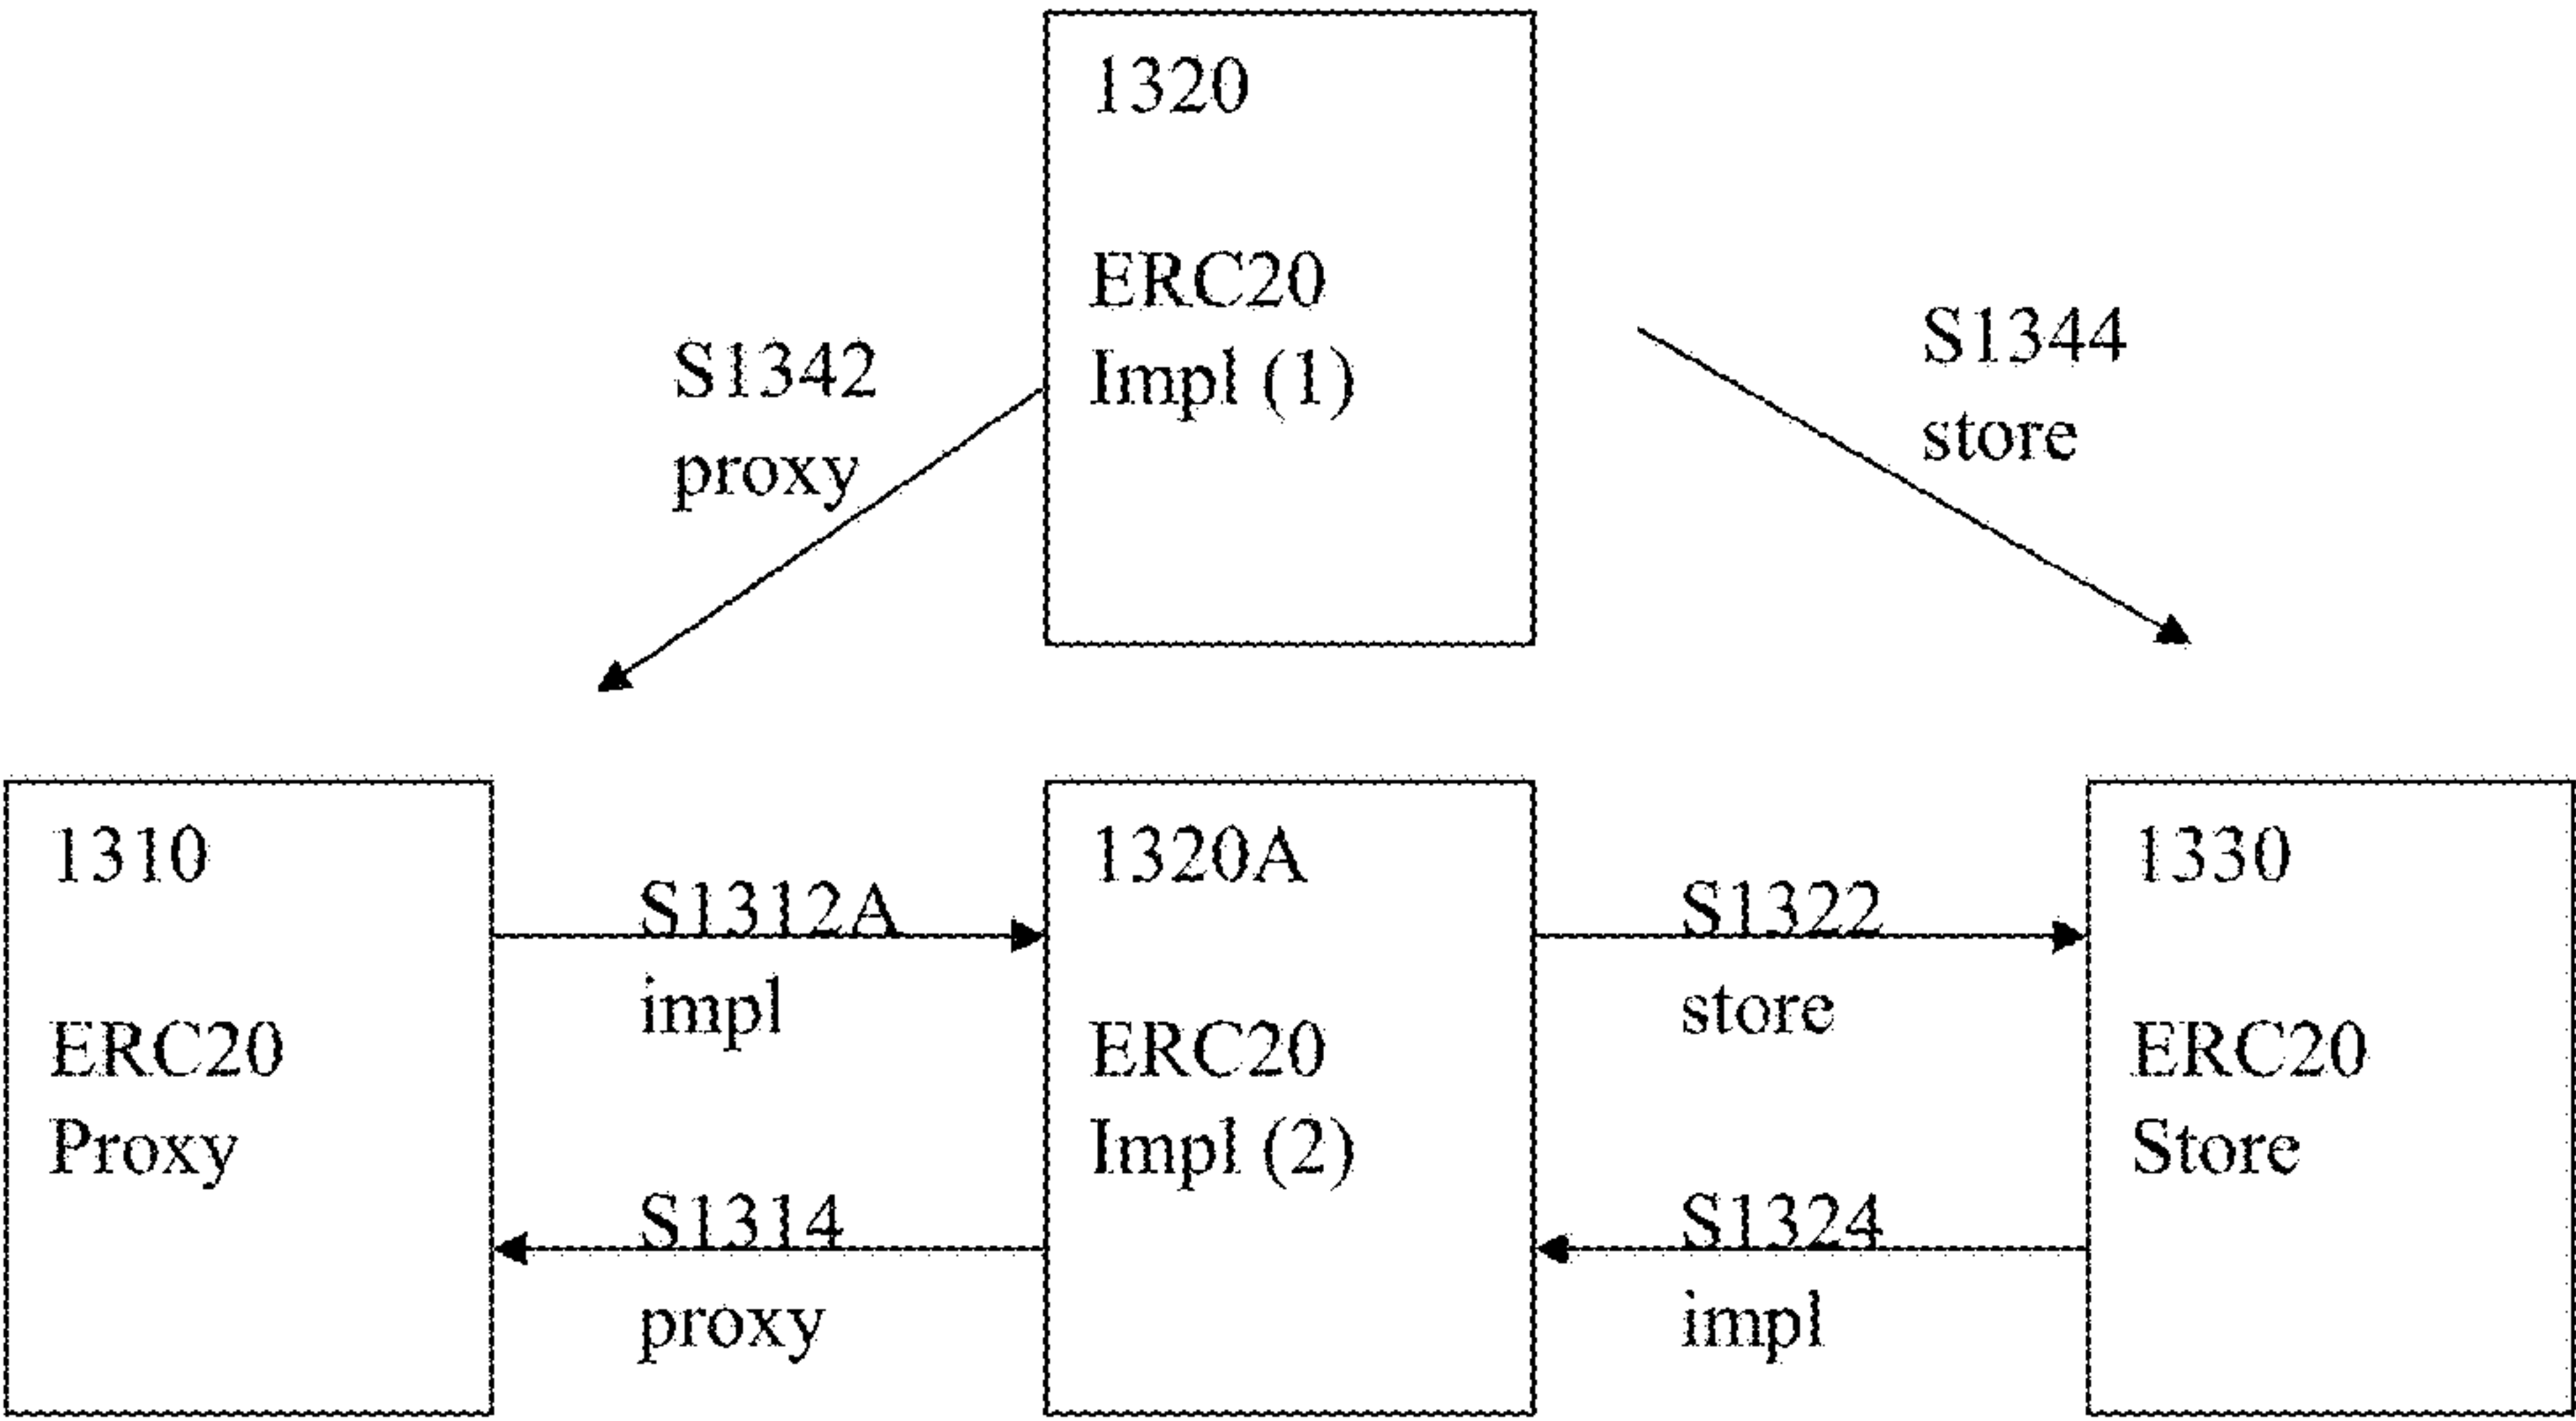 1320
ERC20
Impl (1)
S1342
proxy
S1344
store
1310
ERC20
Proxy
S1312A
impl
S1314
proxy
1320A
ERC20
Impl (2)
S1322
store
S1324
impl
1330
ERC20
Store